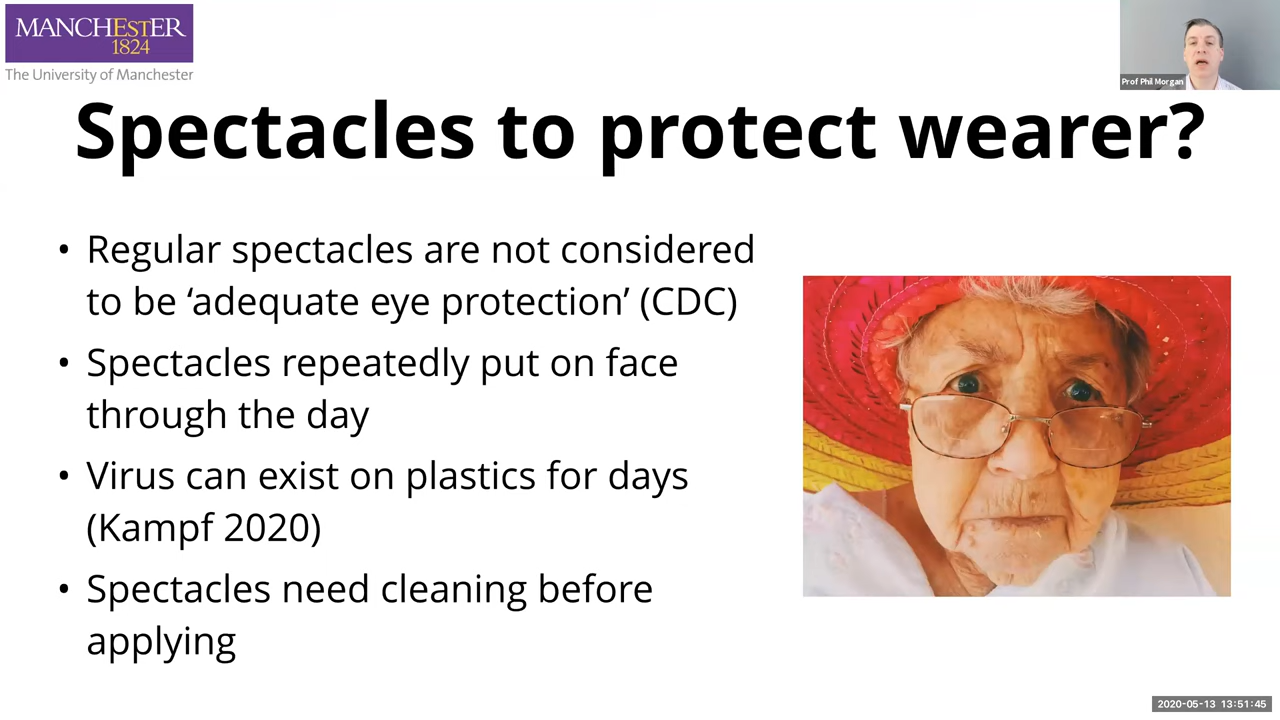 MANCHESTER
1824
The University of Manchester
Prof Phil Morgan
Spectacles to protect wearer?
• Regular spectacles are not considered
to be ‘adequate eye protection’ (CDC)
• Spectacles repeatedly put on face
through the day
• Virus can exist on plastics for days
(Kampf 2020)
• Spectacles need cleaning before
applying
2020-05-13 13:51:45